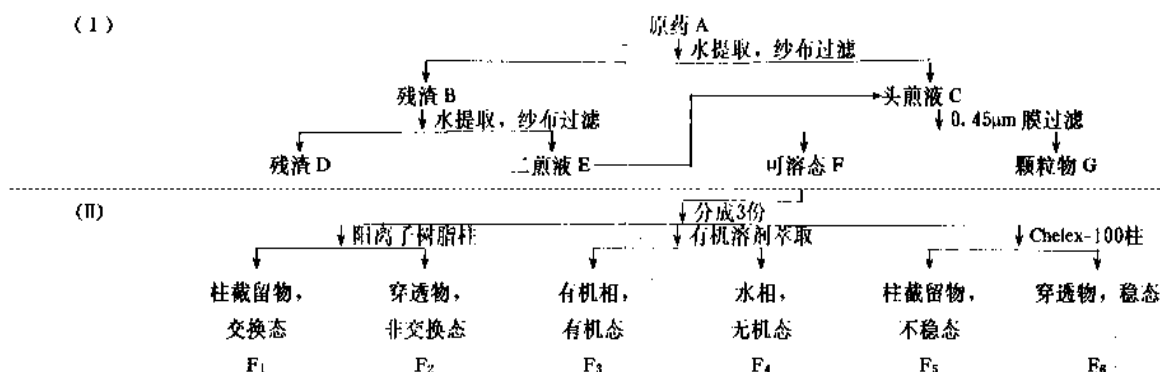 (I)
原药 A
水提取，纱布过滤
残渣 B
头煎液 C
水提取，纱布过滤
0.45μm 膜过滤
残渣 D
二煎液 E
可溶态 F
颗粒物 G
(II)
分成3份
阳离子树脂柱
有机溶剂萃取
Chelex-100柱
柱截留物，
穿透物，
有机相，
水相，
柱截留物，
穿透物，稳态
交换态
非交换态
有机态
无机态
不稳态
F₁
F₂
F₃
F₄
F₅
F₆